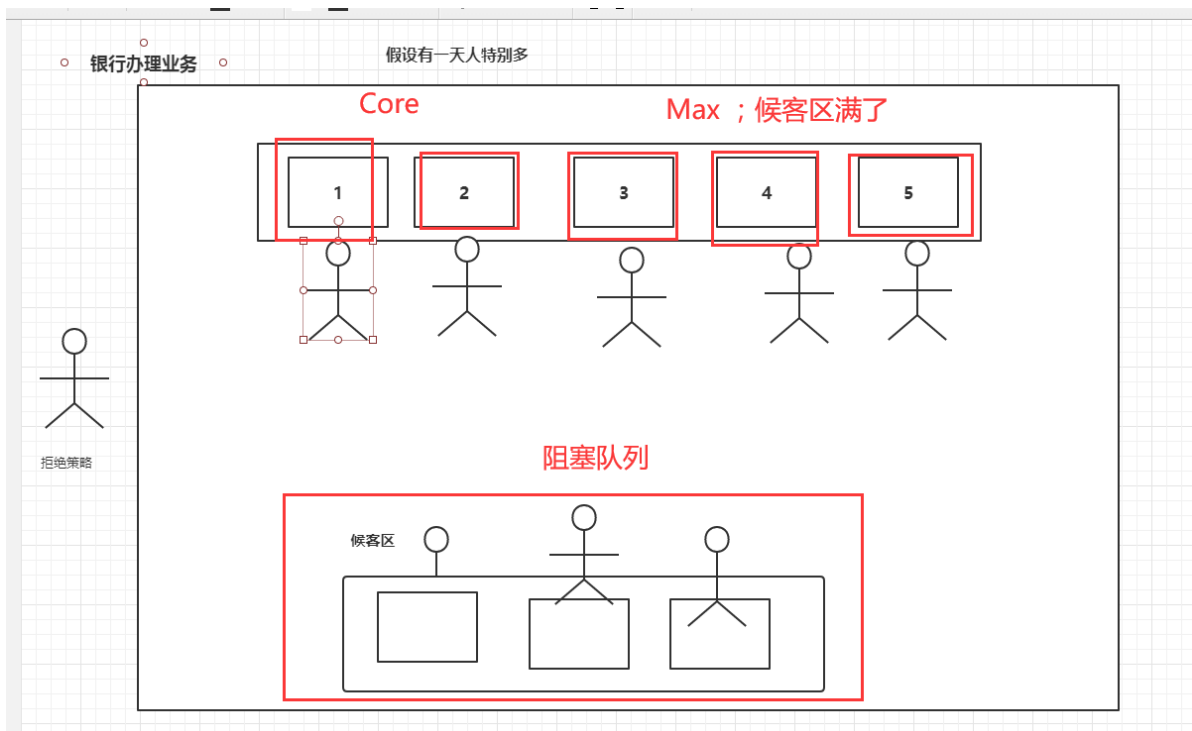 银行办理业务
假设有一天人特别多
Core
Max ；候客区满了
1
2
3
4
5
拒绝策略
阻塞队列
候客区